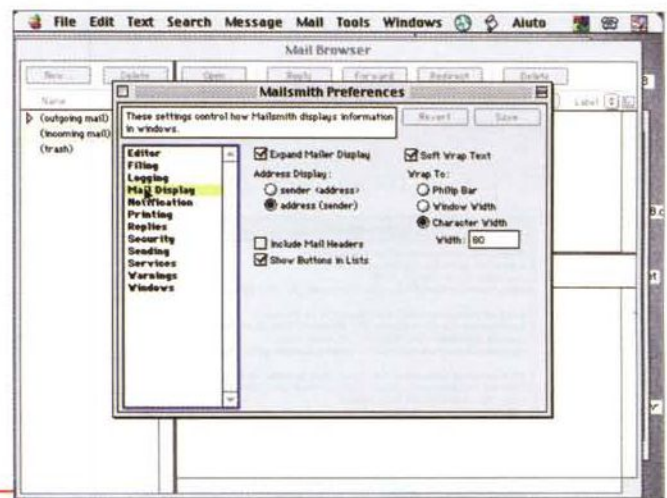 File Edit Text Search Message Mail Tools Windows Aiuto
Mail Browser
New... Delete Open Reply Forward Redirect Delete
Name
Label
(outgoing mail)
(incoming mail)
(trash)
Mailsmith Preferences
These settings control how Mailsmith displays information
in windows.
Revert Save
Editor
Filing
Logging
Mail Display
Notification
Printing
Replies
Security
Sending
Services
Warnings
Windows
Expand Mailer Display
Address Display:
sender <address>
address (sender)
Include Mail Headers
Show Buttons in Lists
Soft Wrap Text
Wrap To:
Philip Bar
Window Width
Character Width
Width: 80